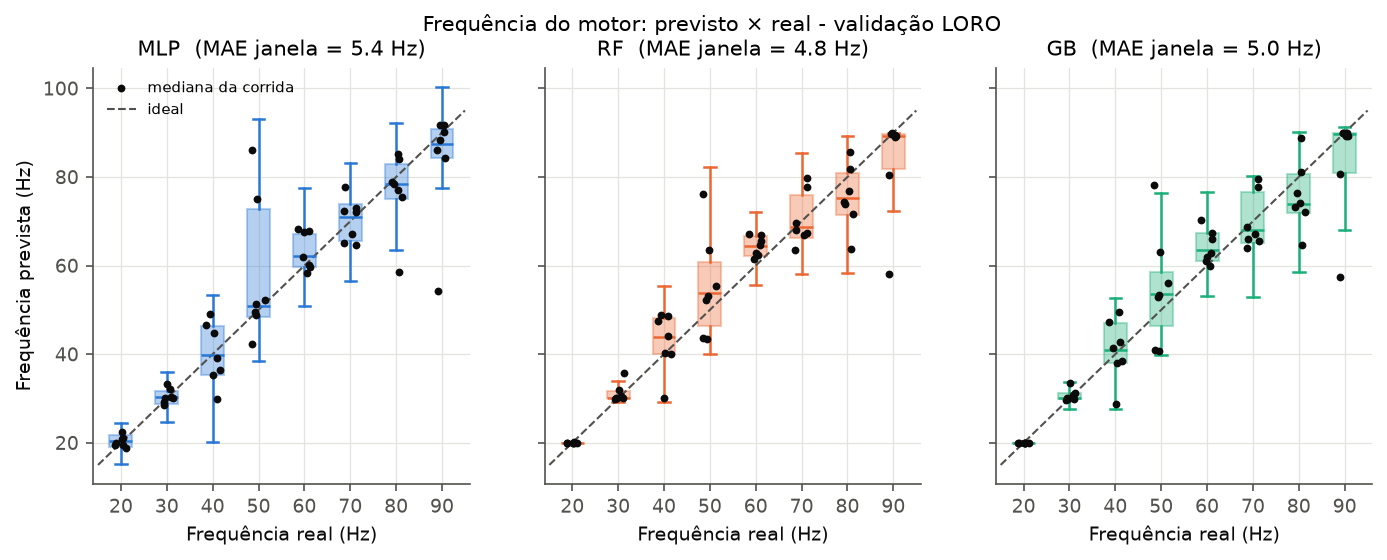 Frequência do motor: previsto × real - validação LORO
MLP  (MAE janela = 5.4 Hz)
RF  (MAE janela = 4.8 Hz)
GB  (MAE janela = 5.0 Hz)
mediana da corrida
ideal
Frequência prevista (Hz)
100
80
60
40
20
20 30 40 50 60 70 80 90
20 30 40 50 60 70 80 90
20 30 40 50 60 70 80 90
Frequência real (Hz)
Frequência real (Hz)
Frequência real (Hz)